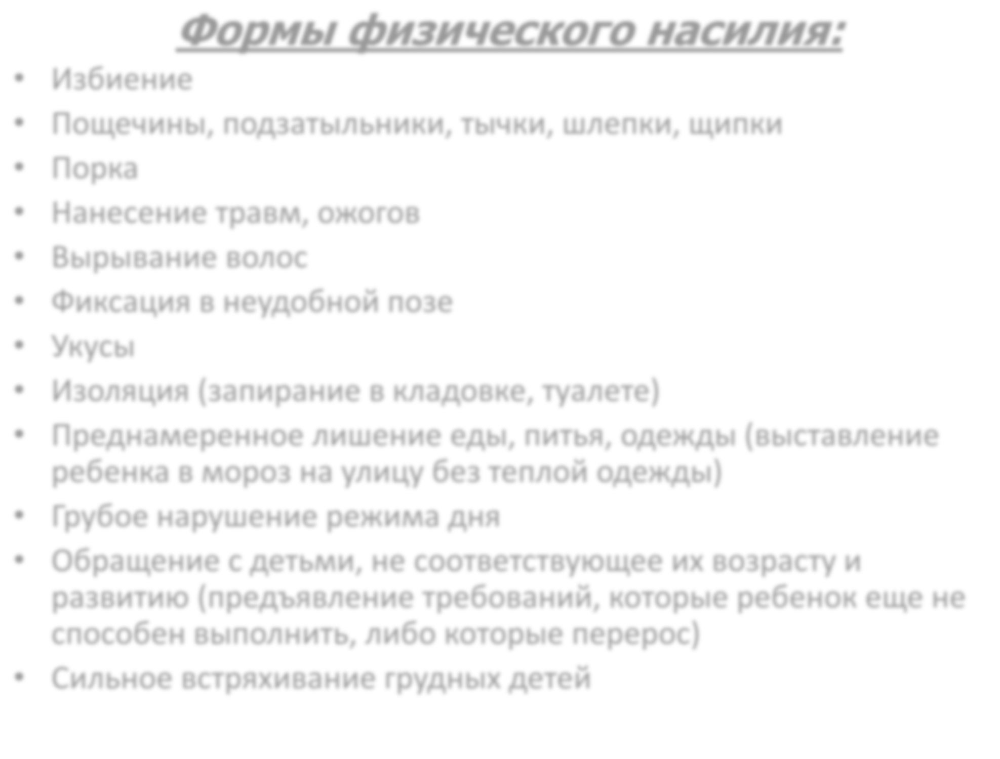 Формы физического насилия:
• Избиение
• Пощечины, подзатыльники, тычки, шлепки, щипки
• Порка
• Нанесение травм, ожогов
• Вырывание волос
• Фиксация в неудобной позе
• Укусы
• Изоляция (запирание в кладовке, туалете)
• Преднамеренное лишение еды, питья, одежды (выставление
ребенка в мороз на улицу без теплой одежды)
• Грубое нарушение режима дня
• Обращение с детьми, не соответствующее их возрасту и
развитию (предъявление требований, которые ребенок еще не
способен выполнить, либо которые перерос)
• Сильное встряхивание грудных детей